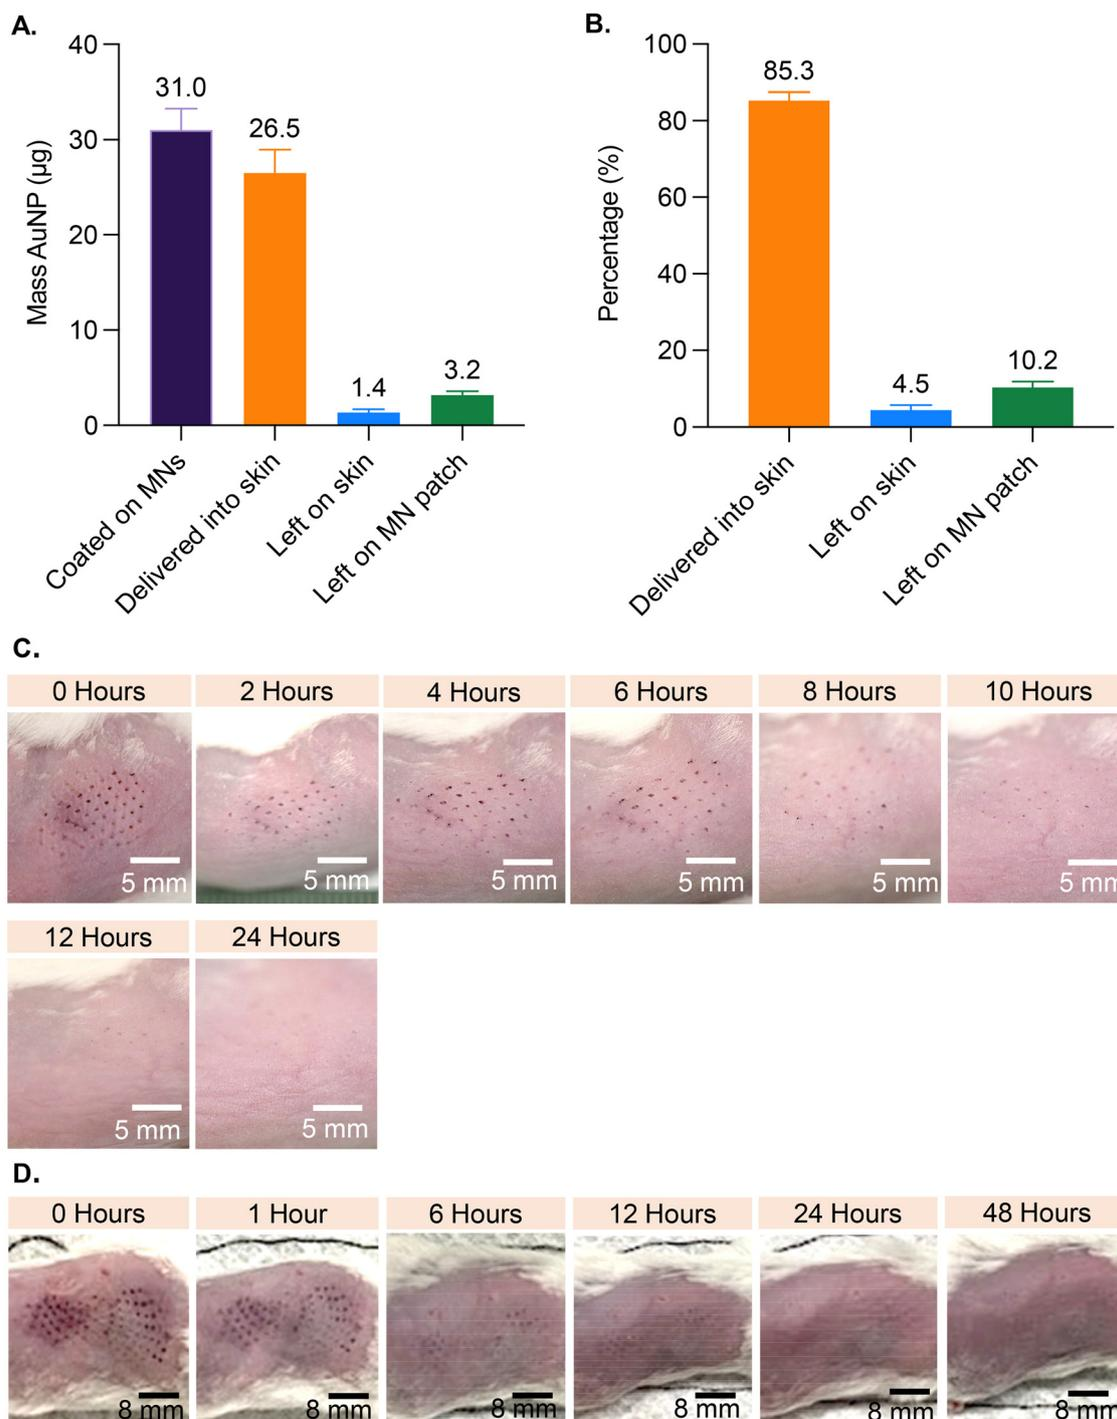 A.
Mass AuNP (µg)
40
30
20
10
0
31.0
26.5
1.4
3.2
Coated on MNs
Delivered into skin
Left on skin
Left on MN patch
B.
Percentage (%)
100
80
60
40
20
0
85.3
4.5
10.2
Delivered into skin
Left on skin
Left on MN patch
C.
0 Hours
2 Hours
4 Hours
6 Hours
8 Hours
10 Hours
5 mm
5 mm
5 mm
5 mm
5 mm
5 mm
12 Hours
24 Hours
5 mm
5 mm
D.
0 Hours
1 Hour
6 Hours
12 Hours
24 Hours
48 Hours
8 mm
8 mm
8 mm
8 mm
8 mm
8 mm